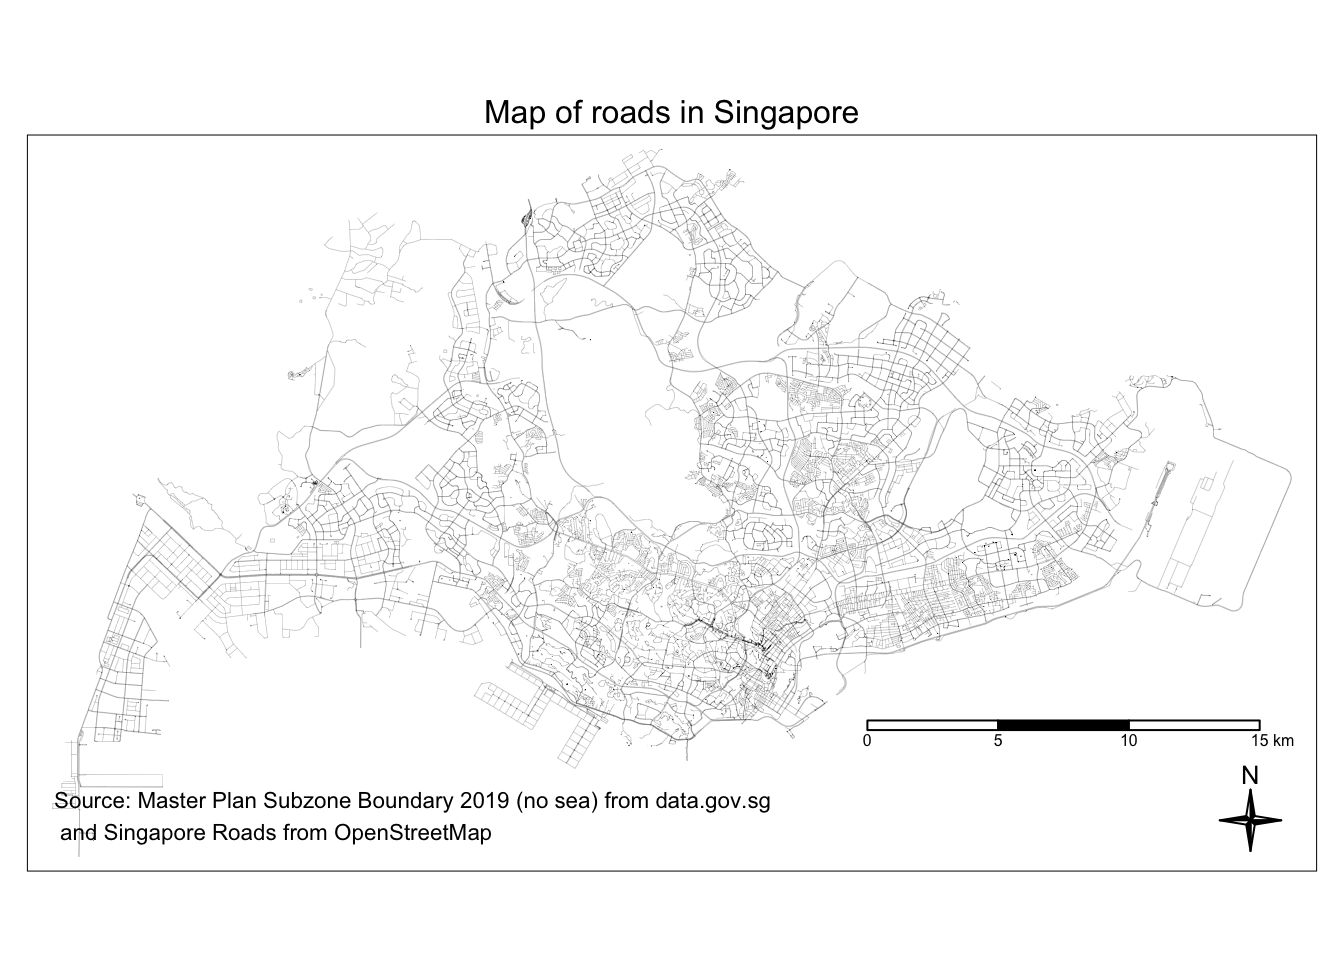 Map of roads in Singapore
0 5 10 15 km
N
Source: Master Plan Subzone Boundary 2019 (no sea) from data.gov.sg
and Singapore Roads from OpenStreetMap